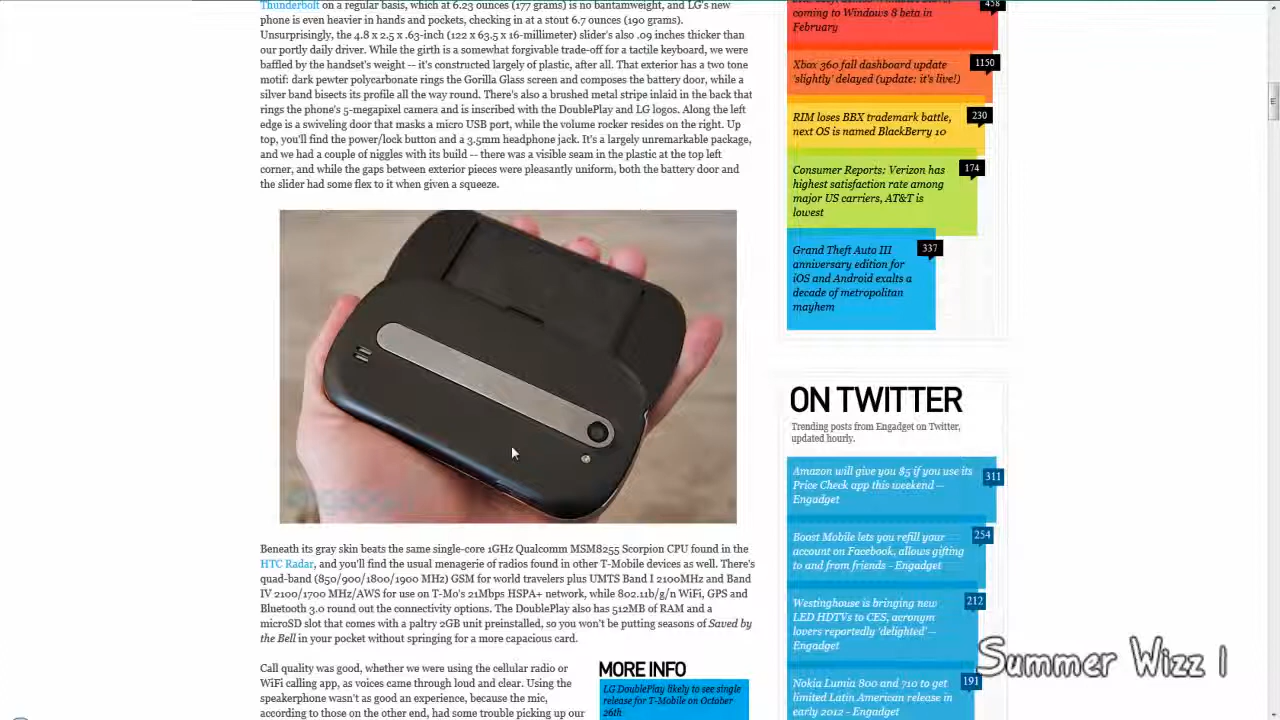 Thunderbolt on a regular basis, which at 6.23 ounces (177 grams) is no bantamweight, and LG's new
phone is even heavier in hands and pockets, checking in at a stout 6.7 ounces (190 grams).
Unsurprisingly, the 4.8 x 2.5 x .63-inch (122 x 63.5 x 16-millimeter) slider's also .09 inches thicker than
our portly daily driver. While the girth is a somewhat forgivable trade-off for a tactile keyboard, we were
baffled by the handset's weight -- it's constructed largely of plastic, after all. That exterior has a two tone
motif: dark pewter polycarbonate rings the Gorilla Glass screen and composes the battery door, while a
silver band bisects its profile all the way round. There's also a brushed metal stripe inlaid in the back that
rings the phone's 5-megapixel camera and is inscribed with the DoublePlay and LG logos. Along the left
edge is a swiveling door that masks a micro USB port, while the volume rocker resides on the right. Up
top, you'll find the power/lock button and a 3.5mm headphone jack. It's a largely unremarkable package,
and we had a couple of niggles with its build -- there was a visible seam in the plastic at the top left
corner, and while the gaps between exterior pieces were pleasantly uniform, both the battery door and
the slider had some flex to it when given a squeeze.
Beneath its gray skin beats the same single-core 1GHz Qualcomm MSM8255 Scorpion CPU found in the
HTC Radar, and you'll find the usual menagerie of radios found in other T-Mobile devices as well. There's
quad-band (850/900/1800/1900 MHz) GSM for world travelers plus UMTS Band I 2100MHz and Band
IV 2100/1700 MHz/AWS for use on T-Mo's 21Mbps HSPA+ network, while 802.11b/g/n WiFi, GPS and
Bluetooth 3.0 round out the connectivity options. The DoublePlay also has 512MB of RAM and a
microSD slot that comes with a paltry 2GB unit preinstalled, so you won't be putting seasons of Saved by
the Bell in your pocket without springing for a more capacious card.
Call quality was good, whether we were using the cellular radio or
WiFi calling app, as voices came through loud and clear. Using the
speakerphone wasn't as good an experience, because the mic,
according to those on the other end, had some trouble picking up our
MORE INFO
LG DoublePlay likely to see single
release for T-Mobile on October
26th
458
coming to Windows 8 beta in
February
Xbox 360 fall dashboard update
'slightly' delayed (update: it's live!)
1150
RIM loses BBX trademark battle,
next OS is named BlackBerry 10
230
Consumer Reports: Verizon has
highest satisfaction rate among
major US carriers, AT&T is
lowest
174
Grand Theft Auto III
anniversary edition for
iOS and Android exalts a
decade of metropolitan
mayhem
337
ON TWITTER
Trending posts from Engadget on Twitter,
updated hourly.
Amazon will give you $5 if you use its
Price Check app this weekend --
Engadget
311
Boost Mobile lets you refill your
account on Facebook, allows gifting
to and from friends - Engadget
254
Westinghouse is bringing new
LED HDTVs to CES, acronym
lovers reportedly 'delighted' --
Engadget
212
Nokia Lumia 800 and 710 to get
limited Latin American release in
early 2012 - Engadget
191
Summer Wizz 1